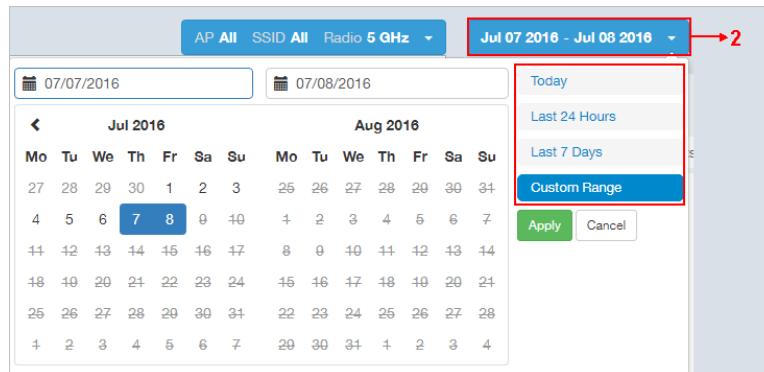 AP All SSID All Radio 5 GHz
Jul 07 2016 - Jul 08 2016
2
07/07/2016
07/08/2016
Jul 2016
Mo Tu We Th Fr Sa Su
27 28 29 30 1 2 3
4 5 6 7 8 9 10
11 12 13 14 15 16 17
18 19 20 21 22 23 24
25 26 27 28 29 30 31
1 2 3 4 5 6 7
Aug 2016
Mo Tu We Th Fr Sa Su
25 26 27 28 29 30 31
1 2 3 4 5 6 7
8 9 10 11 12 13 14
15 16 17 18 19 20 21
22 23 24 25 26 27 28
29 30 31 1 2 3 4
Today
Last 24 Hours
Last 7 Days
Custom Range
Apply Cancel